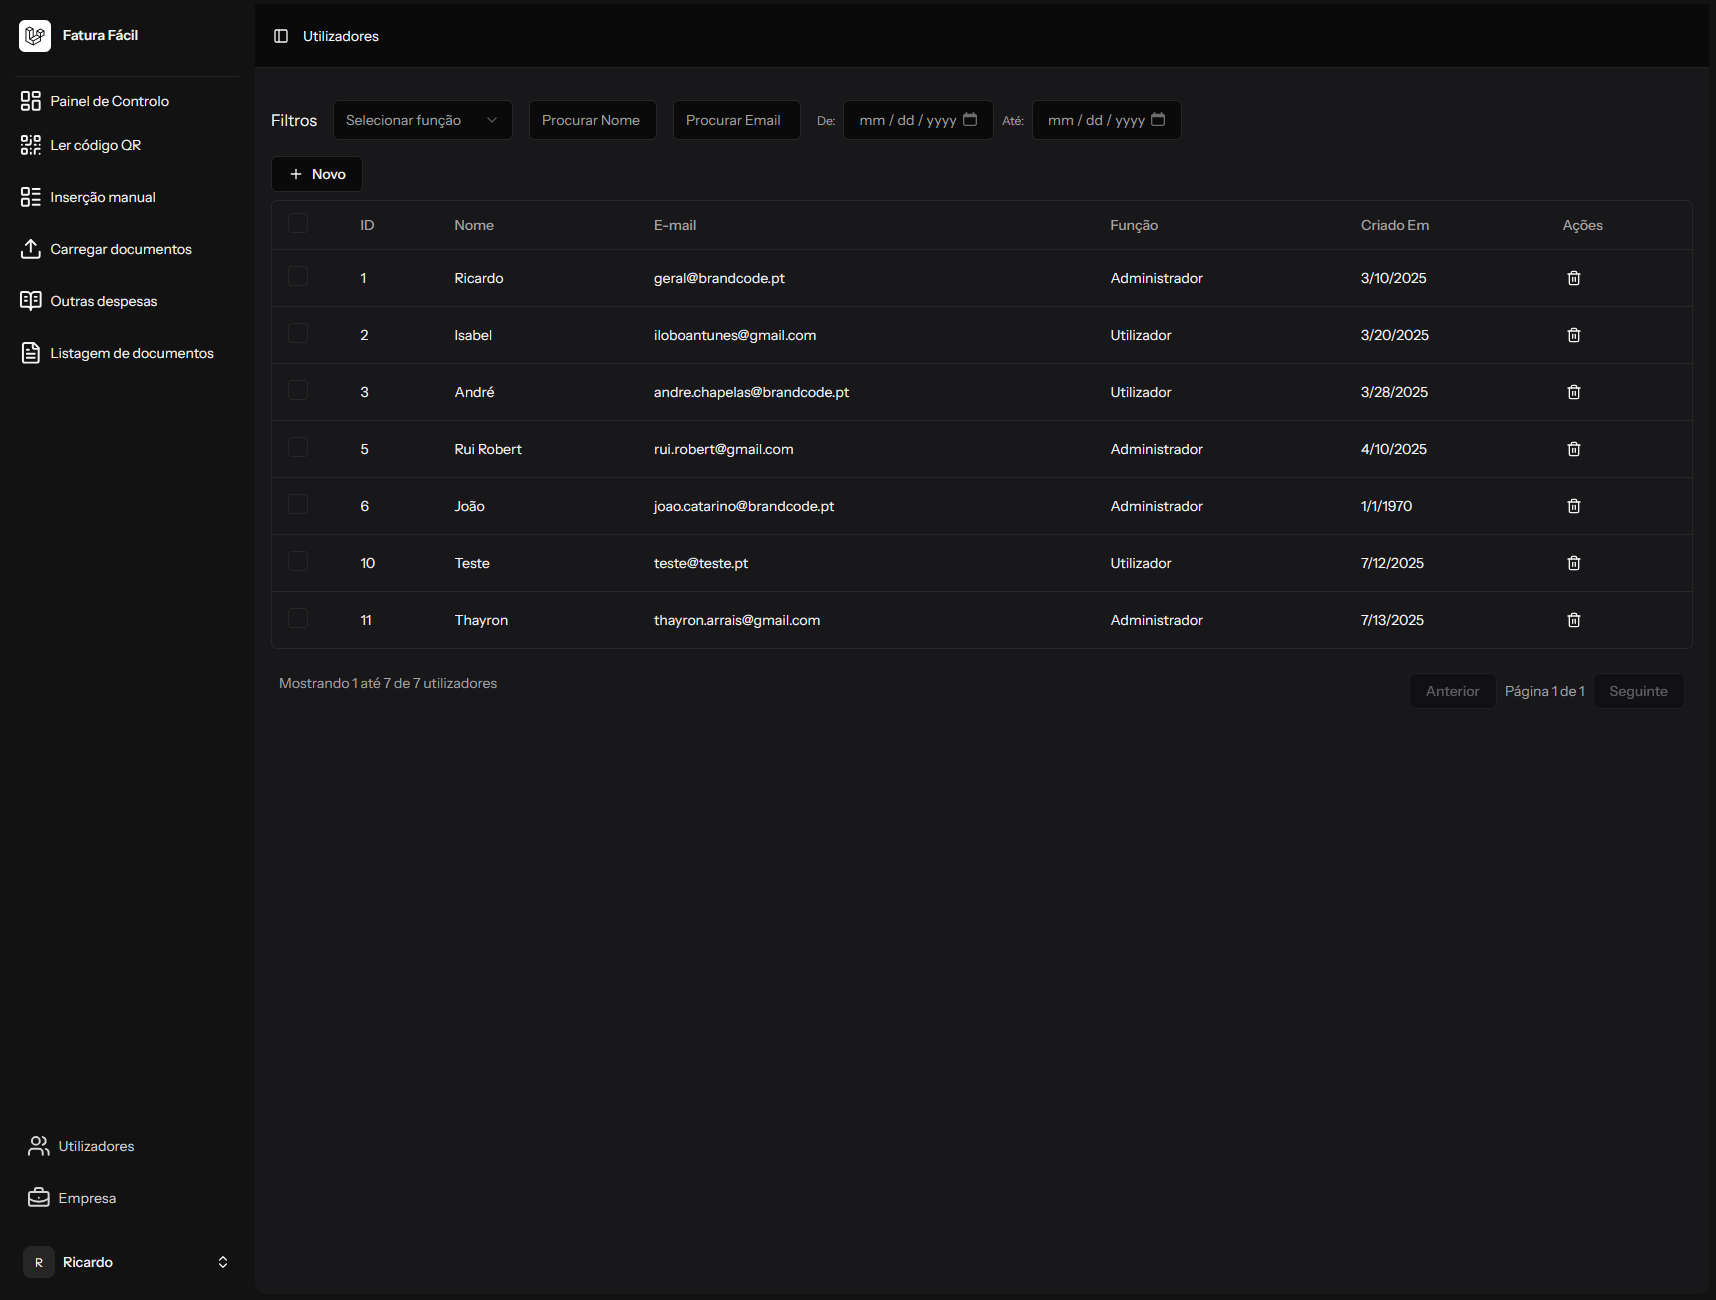 Fatura Fácil
Painel de Controlo
Ler código QR
Inserção manual
Carregar documentos
Outras despesas
Listagem de documentos
Utilizadores
Empresa
R Ricardo
Utilizadores
Filtros Selecionar função Procurar Nome Procurar Email De: mm / dd / yyyy Até: mm / dd / yyyy
+ Novo
ID Nome E-mail Função Criado Em Ações
1 Ricardo geral@brandcode.pt Administrador 3/10/2025
2 Isabel iloboantunes@gmail.com Utilizador 3/20/2025
3 André andre.chapelas@brandcode.pt Utilizador 3/28/2025
5 Rui Robert rui.robert@gmail.com Administrador 4/10/2025
6 João joao.catarino@brandcode.pt Administrador 1/1/1970
10 Teste teste@teste.pt Utilizador 7/12/2025
11 Thayron thayron.arrais@gmail.com Administrador 7/13/2025
Mostrando 1 até 7 de 7 utilizadores
Anterior Página 1 de 1 Seguinte